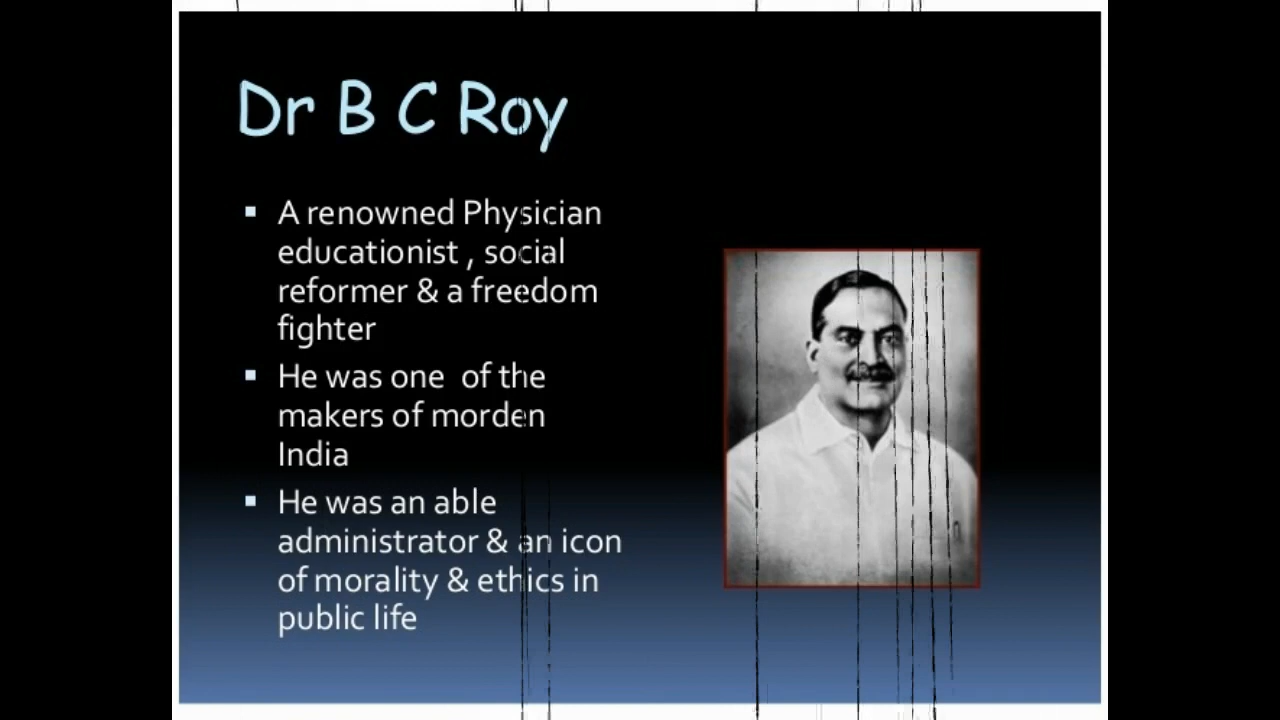 Dr B C Roy
A renowned Physician
educationist , social
reformer & a freedom
fighter
He was one of the
makers of morden
India
He was an able
administrator & an icon
of morality & ethics in
public life